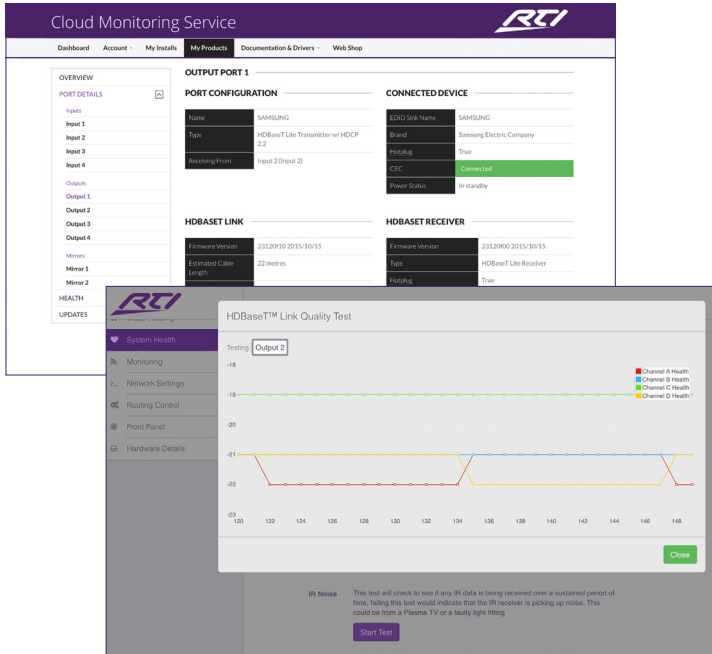 Cloud Monitoring Service
RTI
Dashboard Account My Installs My Products Documentation & Drivers Web Shop
OVERVIEW
PORT DETAILS
Inputs
Input 1
Input 2
Input 3
Input 4
Outputs
Output 1
Output 2
Output 3
Output 4
Mirrors
Mirror 1
Mirror 2
HEALTH
UPDATES
OUTPUT PORT 1
PORT CONFIGURATION
Name SAMSUNG
Type HDBaseT Lite Transmitter w/ HDCP
2.2
Receiving From Input 2 (Input 2)
CONNECTED DEVICE
EDID Sink Name SAMSUNG
Brand Samsung Electric Company
Hotplug True
CEC Connected
Power Status In standby
HDBASET LINK
Firmware Version 23120f10 2015/10/15
Estimated Cable 22 metres
Length
HDBASET RECEIVER
Firmware Version 23120f00 2015/10/15
Type HDBaseT Lite Receiver
Hotplug True
RTI
System Health
Monitoring
Network Settings
Routing Control
Front Panel
Hardware Details
HDBaseT™ Link Quality Test
Testing: Output 2
-18
-19
-20
-21
-22
-23
120 122 124 126 128 130 132 134 136 138 140 142 144 146 148
Channel A Health
Channel B Health
Channel C Health
Channel D Health
Close
IR Noise This test will check to see if any IR data is being received over a sustained period of
time, failing this test would indicate that the IR receiver is picking up noise. This
could be from a Plasma TV or a faulty light fitting
Start Test